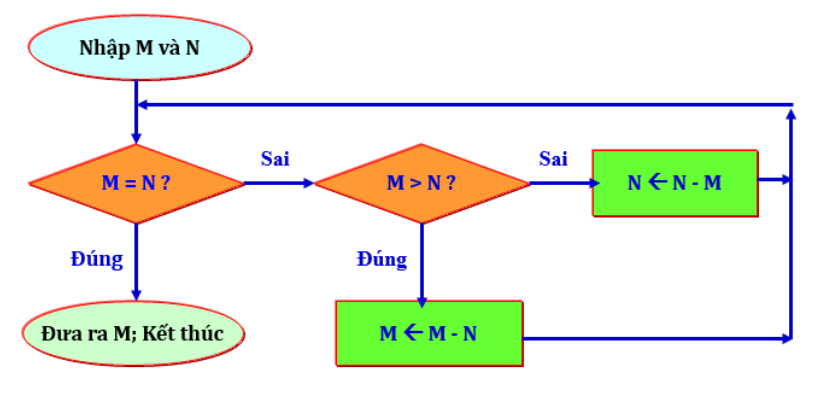 Nhập M và N
M = N ?
Sai
M > N ?
Sai
N ← N - M
Đúng
Đúng
Đưa ra M; Kết thúc
M ← M - N